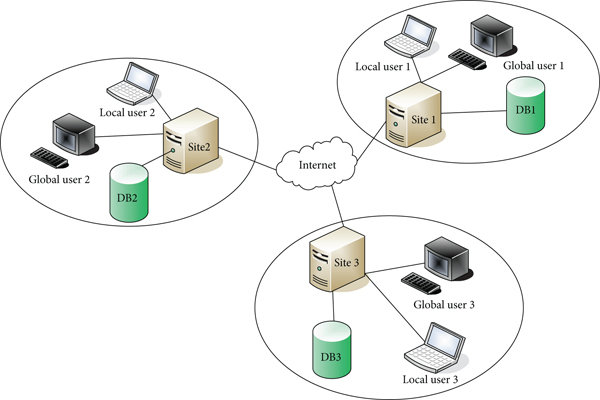 Local user 1
Global user 1
Site 1
DB1
Local user 2
Site2
Global user 2
DB2
Internet
Site 3
Global user 3
DB3
Local user 3